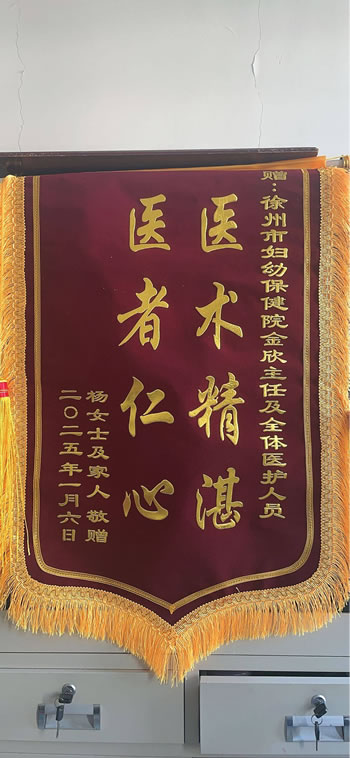 赠：徐州市妇幼保健院金欣主任及全体医护人员
医术精湛
医者仁心
杨女士及家人 敬赠
二〇二五年一月六日